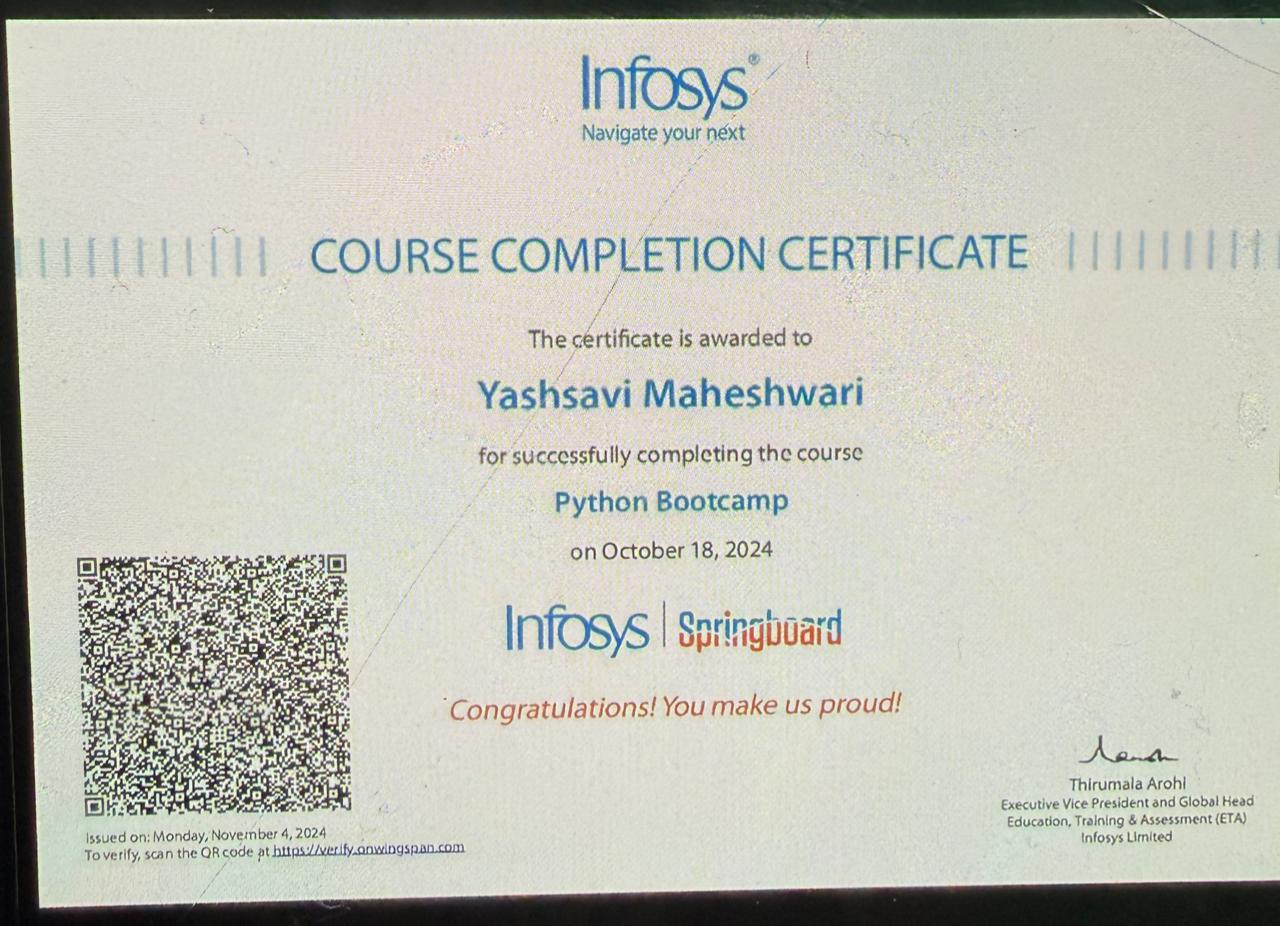 Infosys®
Navigate your next
COURSE COMPLETION CERTIFICATE
The certificate is awarded to
Yashsavi Maheshwari
for successfully completing the course
Python Bootcamp
on October 18, 2024
Infosys | Springboard
Congratulations! You make us proud!
Thirumala Arohi
Executive Vice President and Global Head
Education, Training & Assessment (ETA)
Infosys Limited
Issued on: Monday, November 4, 2024
To verify, scan the QR code at https://verify.onwingspan.com